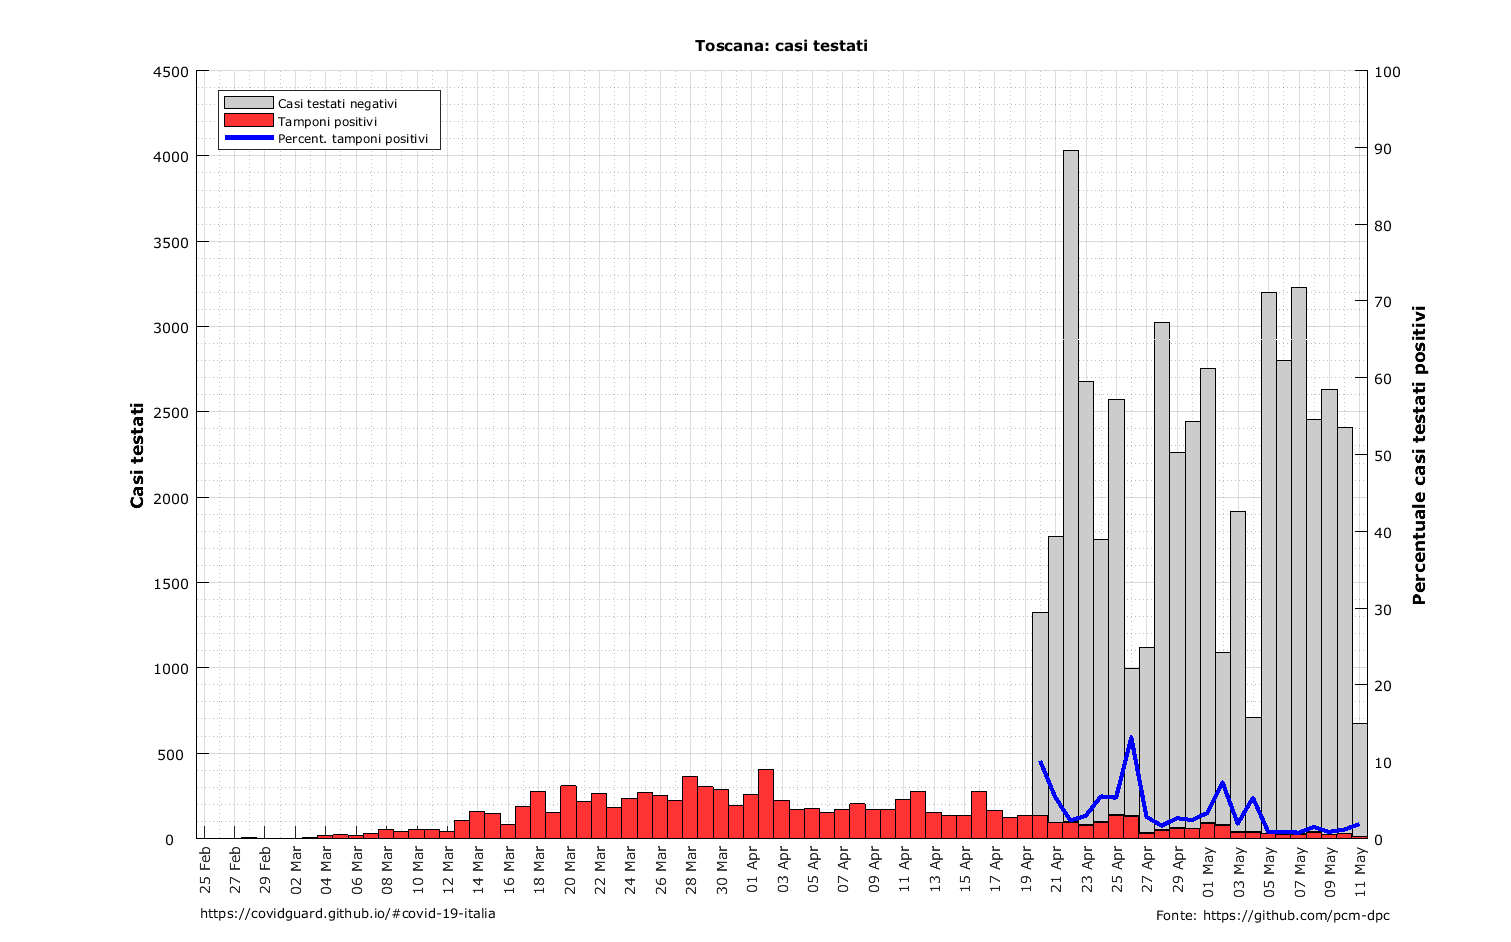 Toscana: casi testati
Casi testati negativi
Tamponi positivi
Percent. tamponi positivi
Casi testati
4500
4000
3500
3000
2500
2000
1500
1000
500
0
100
90
80
70
60
50
40
30
20
10
0
Percentuale casi testati positivi
25 Feb
27 Feb
29 Feb
02 Mar
04 Mar
06 Mar
08 Mar
10 Mar
12 Mar
14 Mar
16 Mar
18 Mar
20 Mar
22 Mar
24 Mar
26 Mar
28 Mar
30 Mar
01 Apr
03 Apr
05 Apr
07 Apr
09 Apr
11 Apr
13 Apr
15 Apr
17 Apr
19 Apr
21 Apr
23 Apr
25 Apr
27 Apr
29 Apr
01 May
03 May
05 May
07 May
09 May
11 May
https://covidguard.github.io/#covid-19-italia
Fonte: https://github.com/pcm-dpc